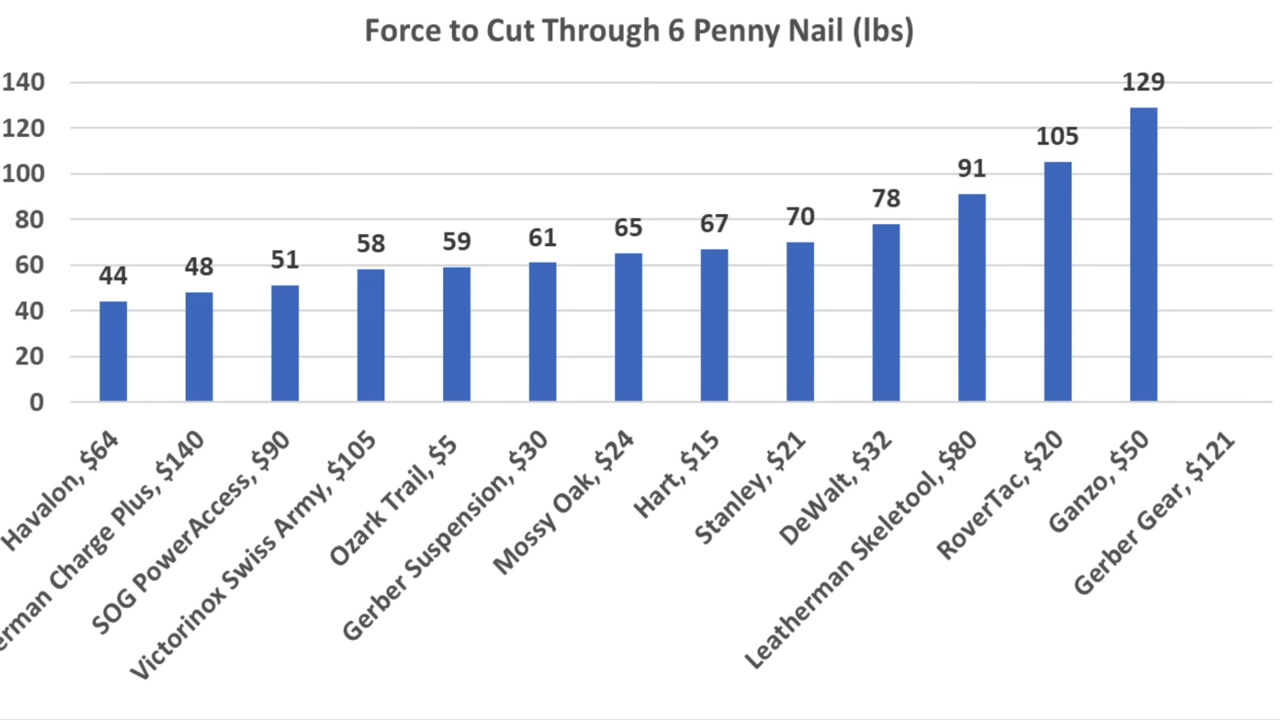 Force to Cut Through 6 Penny Nail (lbs)
140
120
100
80
60
40
20
0
44
48
51
58
59
61
65
67
70
78
91
105
129
Havalon, $64
erman Charge Plus, $140
SOG PowerAccess, $90
Victorinox Swiss Army, $105
Ozark Trail, $5
Gerber Suspension, $30
Mossy Oak, $24
Hart, $15
Stanley, $21
DeWalt, $32
Leatherman Skeletool, $80
RoverTac, $20
Ganzo, $50
Gerber Gear, $121